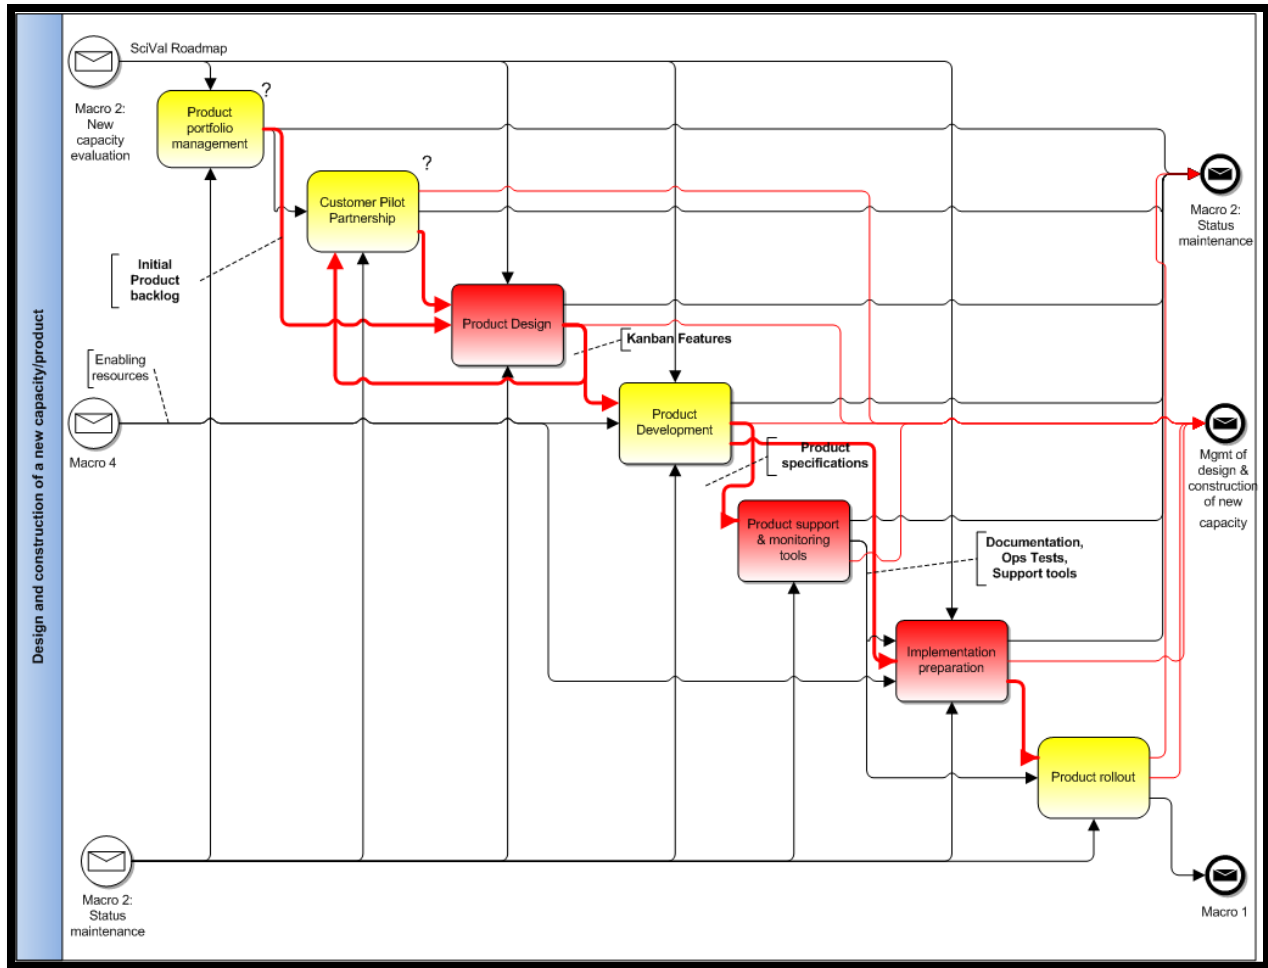 Design and construction of a new capacity/product
SciVal Roadmap
Macro 2:
New
capacity
evaluation
Product
portfolio
management
?
Customer Pilot
Partnership
?
Macro 2:
Status
maintenance
Initial
Product
backlog
Product Design
Kanban Features
Enabling
resources
Macro 4
Product
Development
Product
specifications
Mgmt of
design &
construction
of new
capacity
Product support
& monitoring
tools
Documentation,
Ops Tests,
Support tools
Implementation
preparation
Product rollout
Macro 2:
Status
maintenance
Macro 1